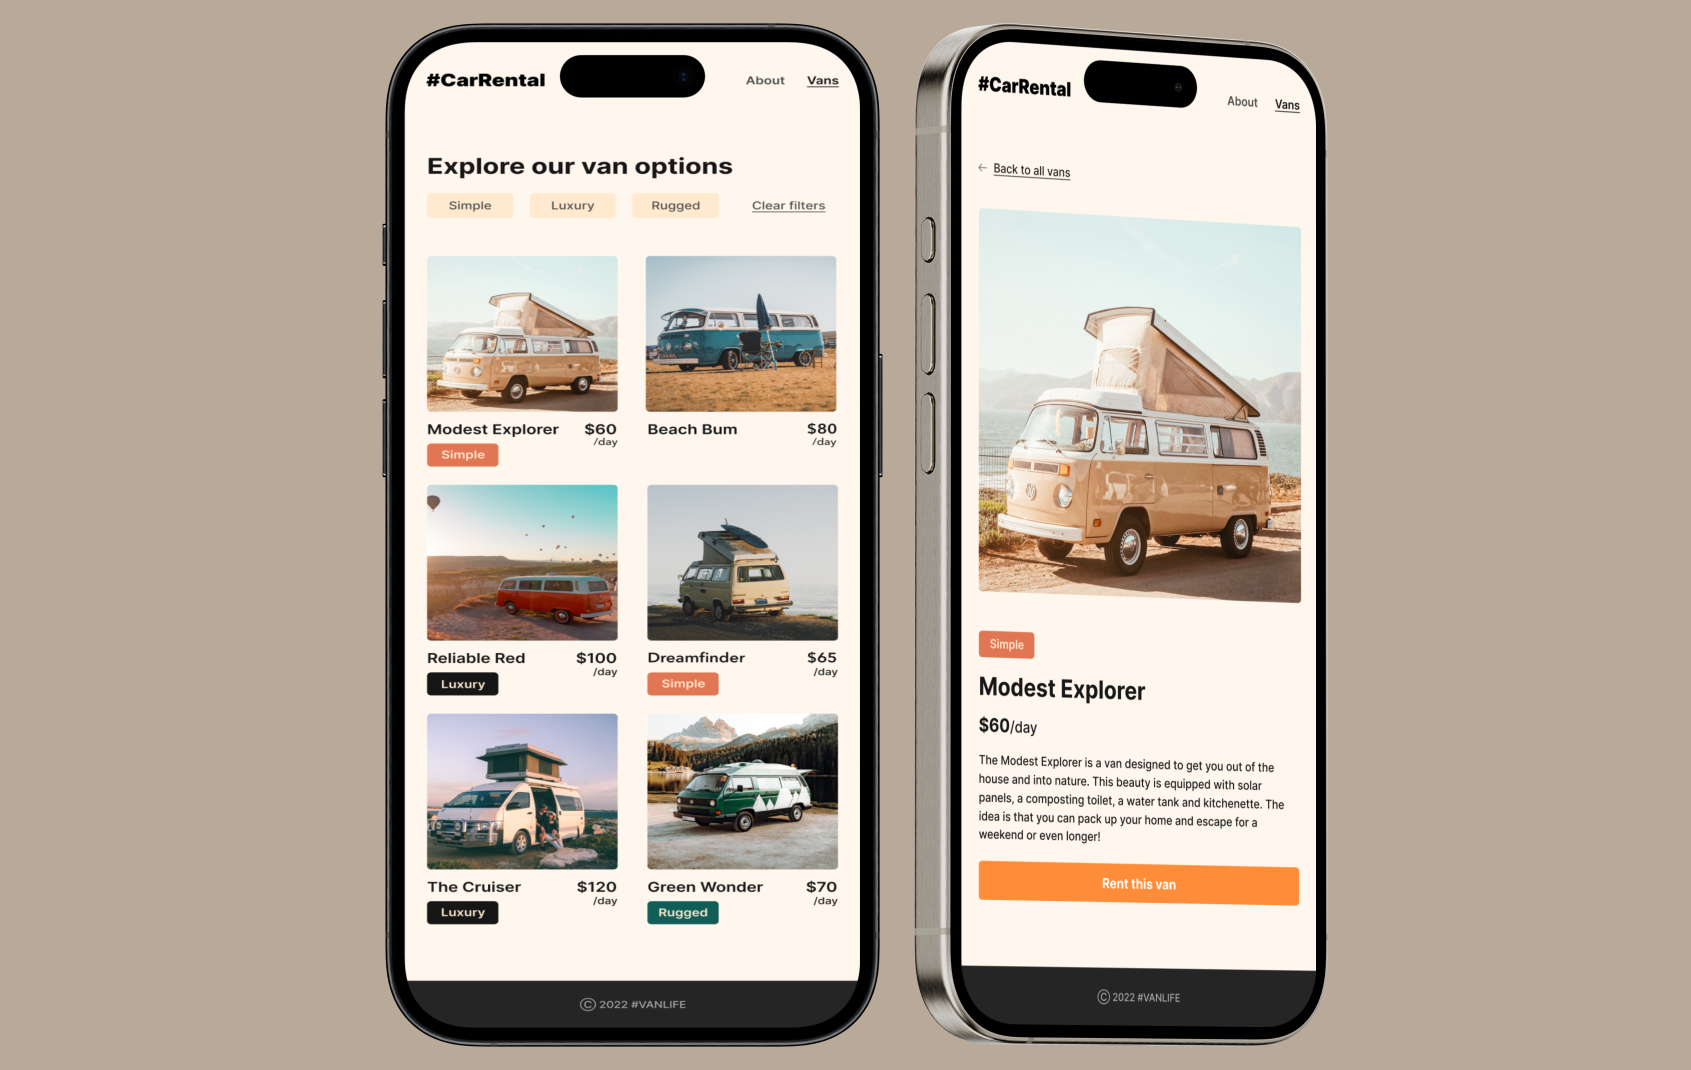 #CarRental
About
Vans
Explore our van options
Simple
Luxury
Rugged
Clear filters
Modest Explorer
$60
/day
Simple
Beach Bum
$80
/day
Reliable Red
$100
/day
Luxury
Dreamfinder
$65
/day
Simple
The Cruiser
$120
/day
Luxury
Green Wonder
$70
/day
Rugged
© 2022 #VANLIFE
#CarRental
About
Vans
← Back to all vans
Simple
Modest Explorer
$60/day
The Modest Explorer is a van designed to get you out of the
house and into nature. This beauty is equipped with solar
panels, a composting toilet, a water tank and kitchenette. The
idea is that you can pack up your home and escape for a
weekend or even longer!
Rent this van
© 2022 #VANLIFE